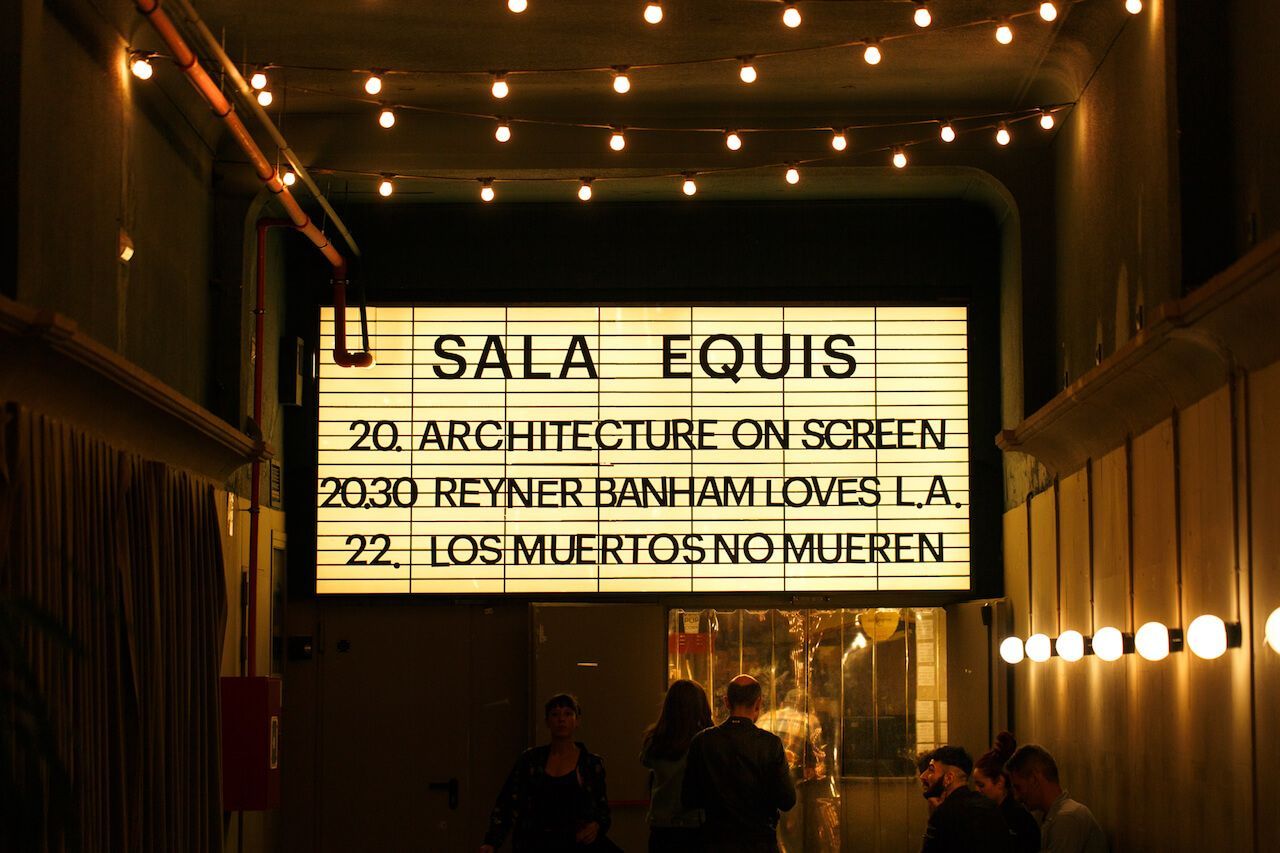 SALA EQUIS
20. ARCHITECTURE ON SCREEN
20.30 REYNER BANHAM LOVES L.A.
22. LOS MUERTOS NO MUEREN